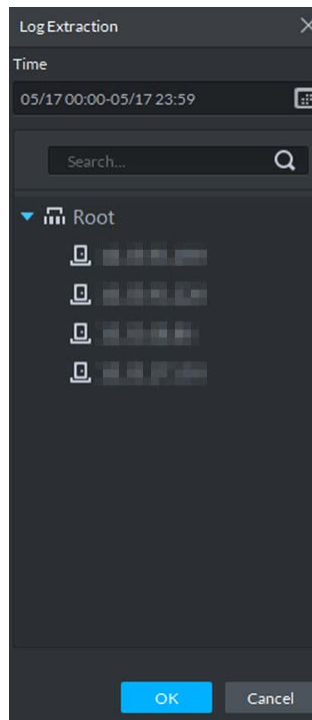 Log Extraction
Time
05/17 00:00-05/17 23:59
Search...
Root
OK
Cancel